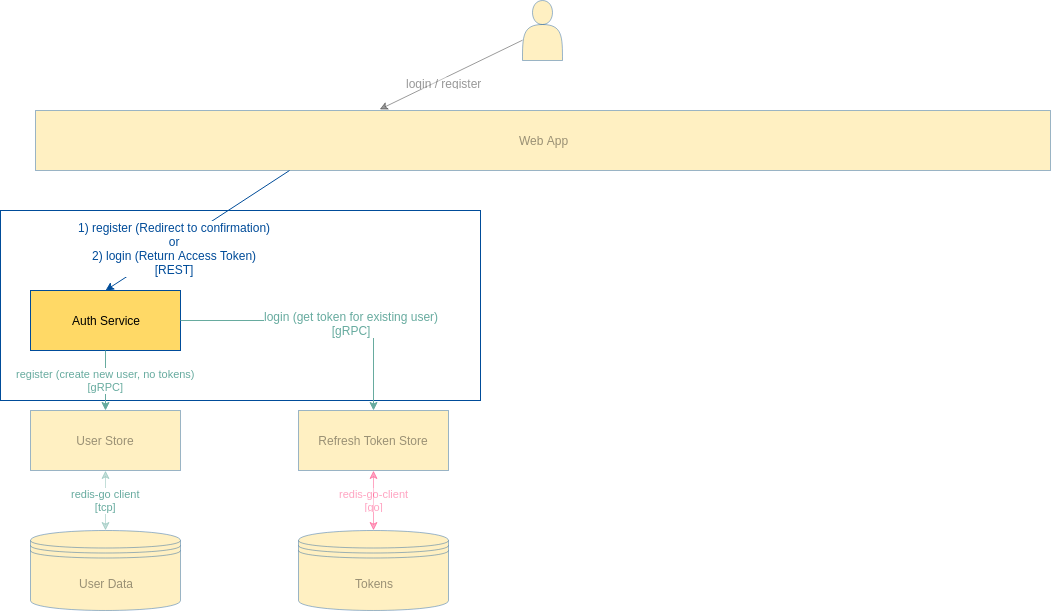 login / register
Web App
1) register (Redirect to confirmation)
or
2) login (Return Access Token)
[REST]
Auth Service
login (get token for existing user)
[gRPC]
register (create new user, no tokens)
[gRPC]
User Store
Refresh Token Store
redis-go client
[tcp]
redis-go-client
[go]
User Data
Tokens